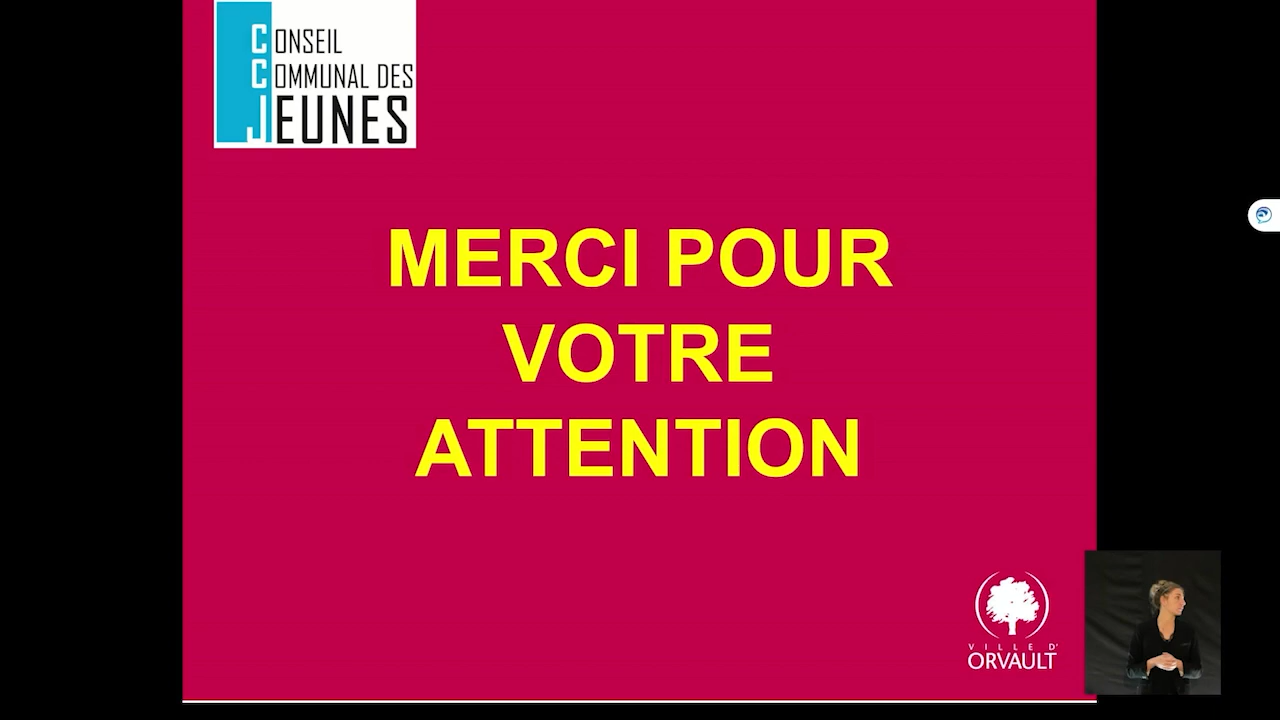 CONSEIL
COMMUNAL DES
JEUNES
MERCI POUR
VOTRE
ATTENTION
VILLE D'
ORVAULT